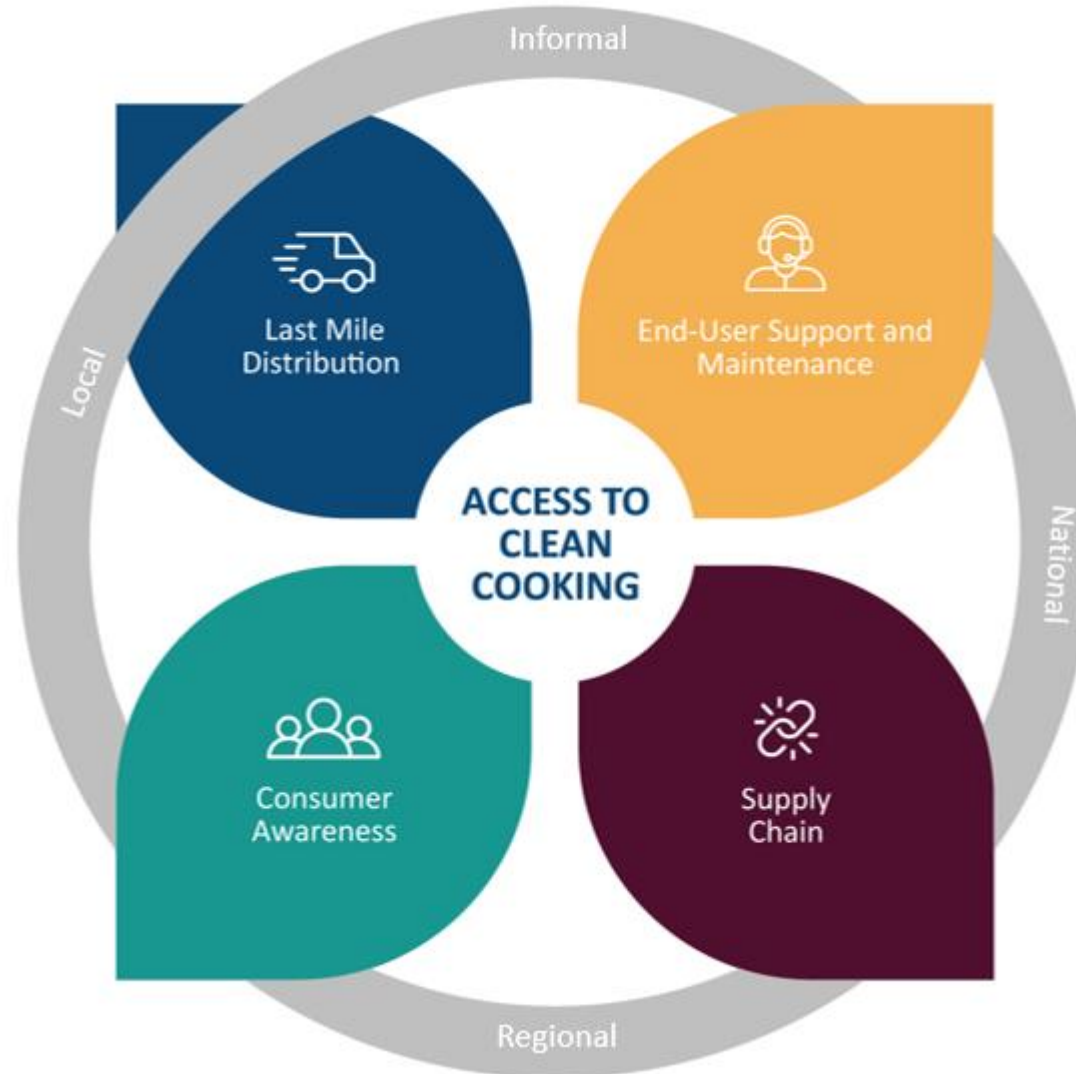 Informal
Last Mile
Distribution
End-User Support and
Maintenance
Local
ACCESS TO
CLEAN
COOKING
National
Consumer
Awareness
Supply
Chain
Regional